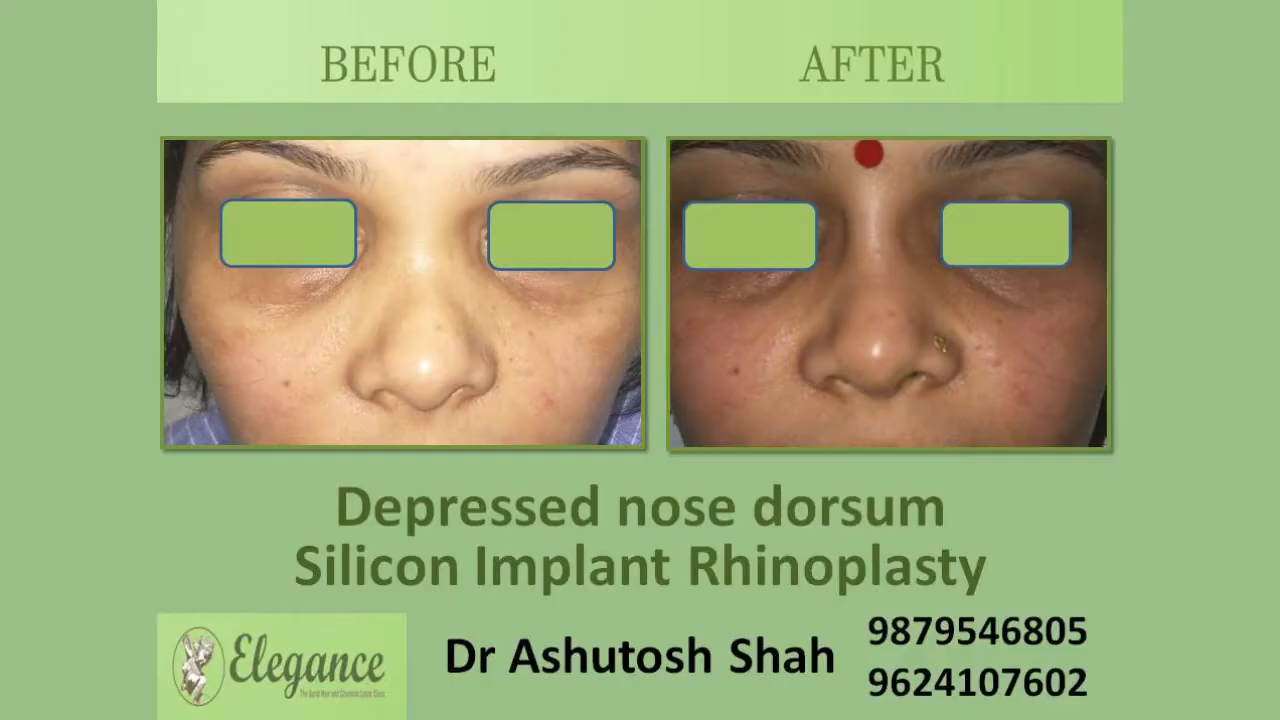 BEFORE
AFTER
Depressed nose dorsum
Silicon Implant Rhinoplasty
Elegance
Dr Ashutosh Shah
9879546805
9624107602